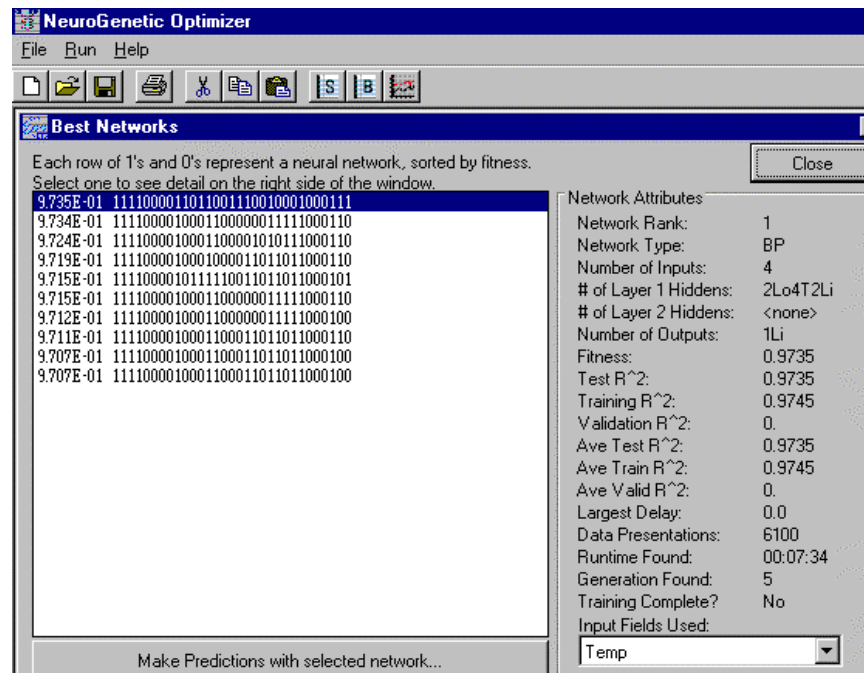 NeuroGenetic Optimizer
File Run Help
S B
Best Networks
Each row of 1's and 0's represent a neural network, sorted by fitness.
Select one to see detail on the right side of the window.
Close
9.735E-01 1111000011011001110010001000111
9.734E-01 1111000010001100000011111000110
9.724E-01 1111000010001100001010111000110
9.719E-01 1111000010001000011011011000110
9.715E-01 1111000010111110011011011000101
9.715E-01 1111000010001100000011111000110
9.712E-01 1111000010001100000011111000100
9.711E-01 1111000010001100011011011000110
9.707E-01 1111000010001100011011011000100
9.707E-01 1111000010001100011011011000100
Make Predictions with selected network...
Network Attributes
Network Rank: 1
Network Type: BP
Number of Inputs: 4
# of Layer 1 Hiddens: 2Lo4T2Li
# of Layer 2 Hiddens: <none>
Number of Outputs: 1Li
Fitness: 0.9735
Test R^2: 0.9735
Training R^2: 0.9745
Validation R^2: 0.
Ave Test R^2: 0.9735
Ave Train R^2: 0.9745
Ave Valid R^2: 0.
Largest Delay: 0.0
Data Presentations: 6100
Runtime Found: 00:07:34
Generation Found: 5
Training Complete? No
Input Fields Used:
Temp